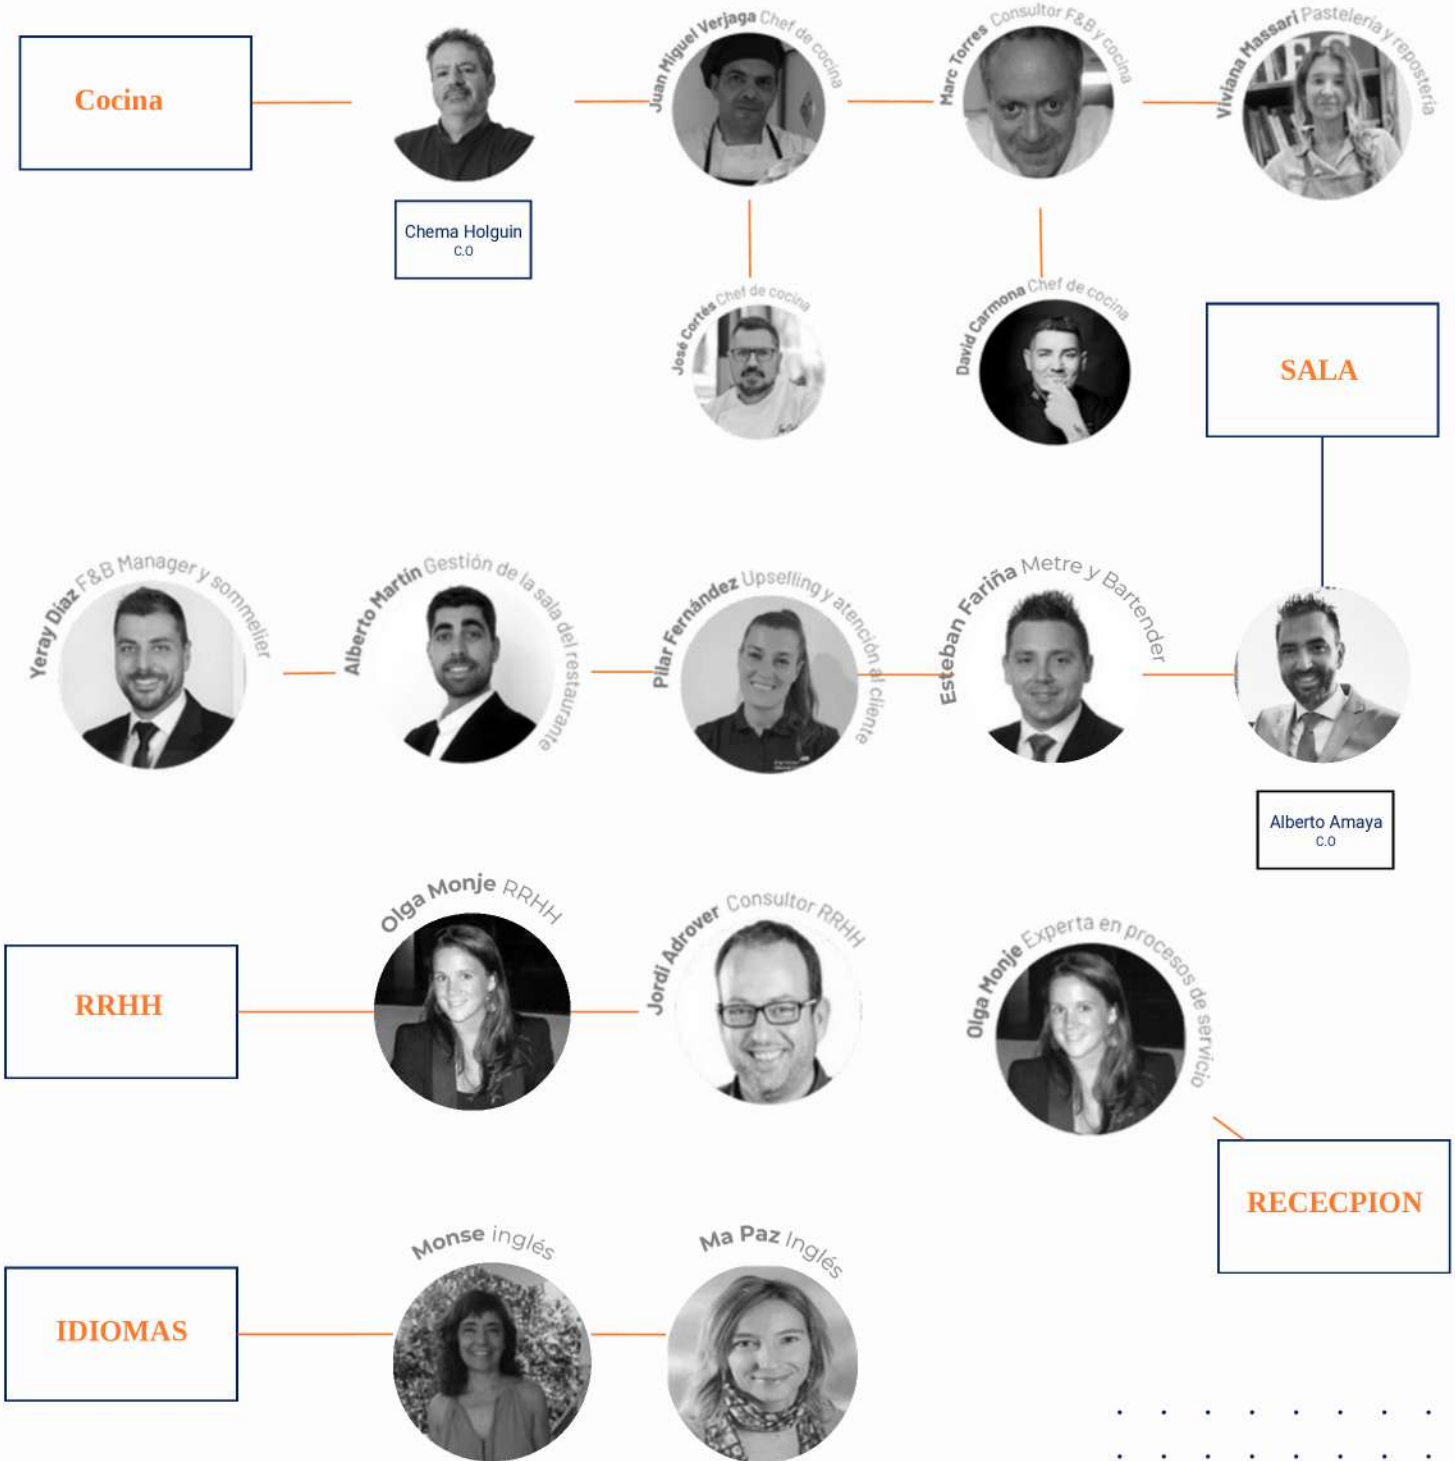 Cocina
Chema Holguin
C.O
Juan Miguel Verjaga Chef de cocina
Marc Torres Consultor F&B y cocina
Viviana Massari Pastelería y repostería
José Cortés Chef de cocina
David Carmona Chef de cocina
SALA
Yeray Díaz F&B Manager y sommelier
Alberto Martín Gestión de la sala del restaurante
Pilar Fernández Upselling y atención al cliente
Esteban Fariña Metre y Bartender
Alberto Amaya
C.O
RRHH
Olga Monje RRHH
Jordi Adrover Consultor RRHH
Olga Monje Experta en procesos de servicio
RECECPION
IDIOMAS
Monse inglés
Ma Paz Inglés